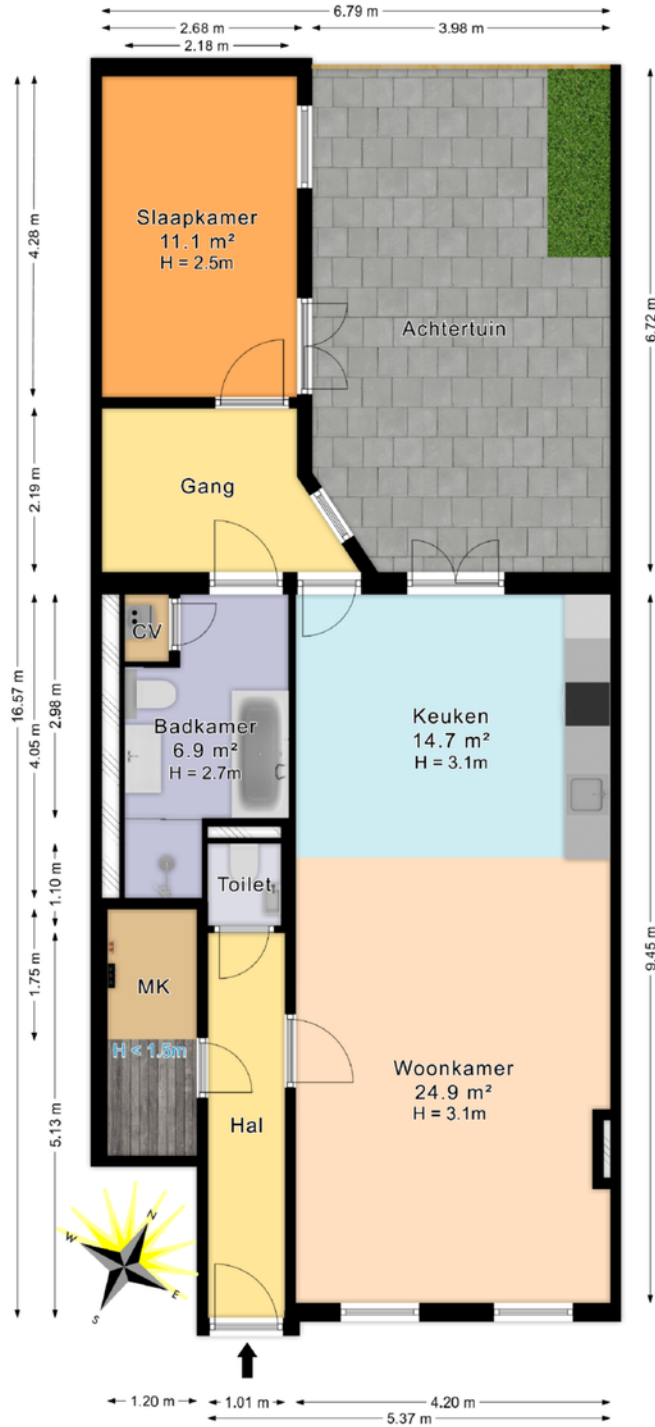 6.79 m
2.68 m
3.98 m
2.18 m
4.28 m
Slaapkamer
11.1 m²
H = 2.5m
Achtertuin
6.72 m
2.19 m
Gang
16.57 m
4.05 m
2.98 m
CV
Badkamer
6.9 m²
H = 2.7m
Keuken
14.7 m²
H = 3.1m
1.10 m
Toilet
1.75 m
MK
H < 1.5m
9.45 m
Woonkamer
24.9 m²
H = 3.1m
5.13 m
Hal
N
W
E
S
1.20 m
1.01 m
4.20 m
5.37 m